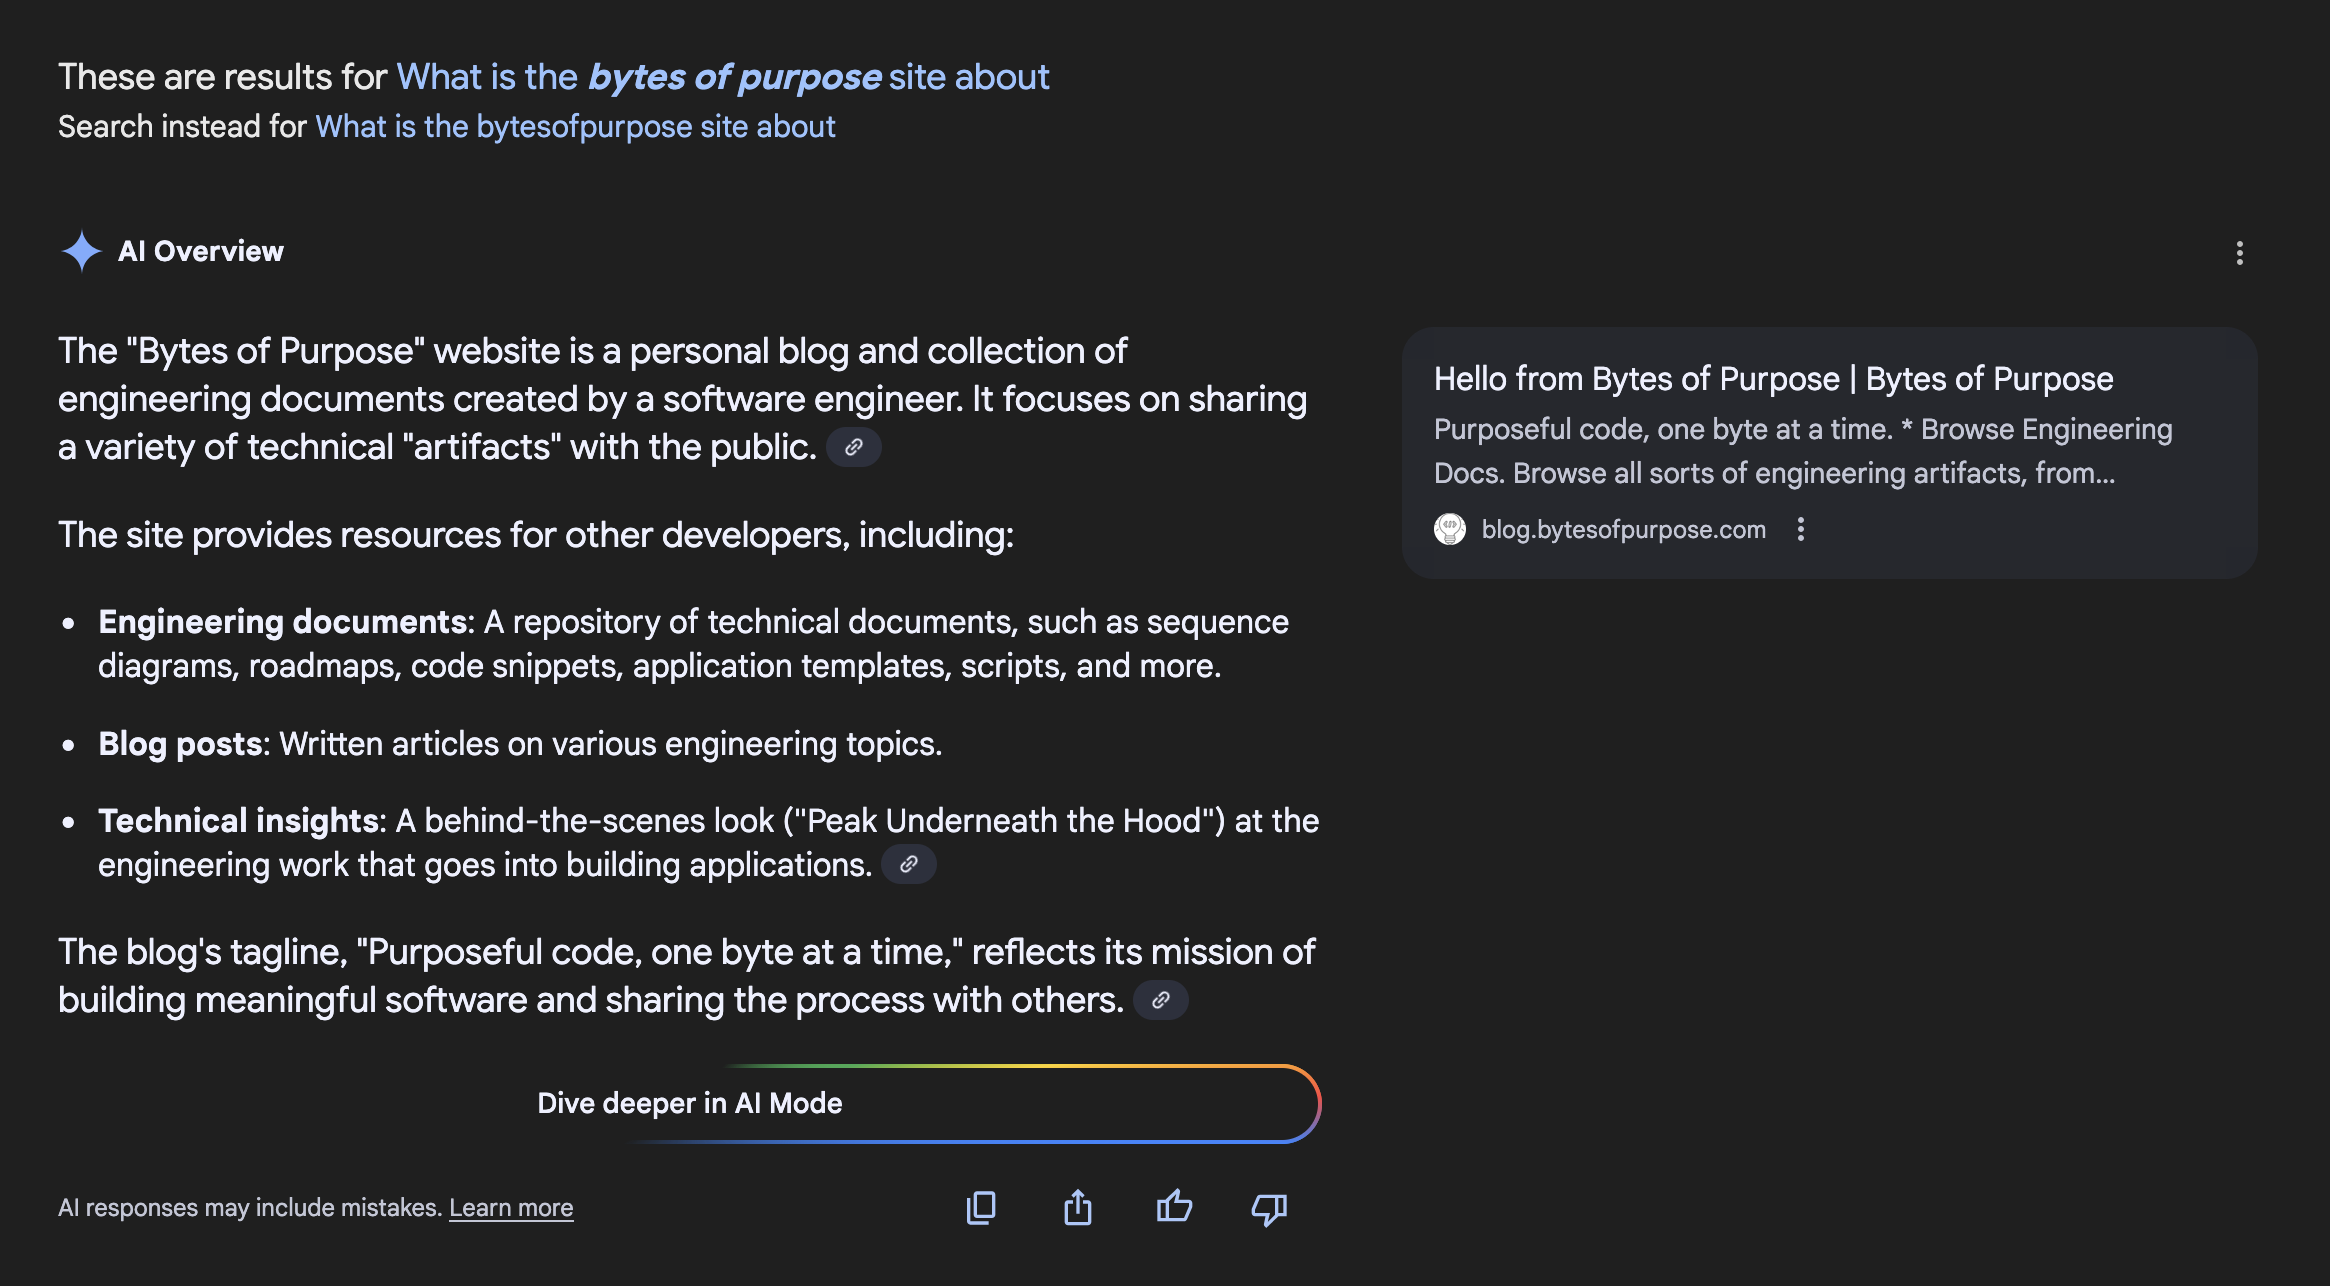 These are results for What is the bytes of purpose site about
Search instead for What is the bytesofpurpose site about
AI Overview
The "Bytes of Purpose" website is a personal blog and collection of
engineering documents created by a software engineer. It focuses on sharing
a variety of technical "artifacts" with the public.
The site provides resources for other developers, including:
• Engineering documents: A repository of technical documents, such as sequence
diagrams, roadmaps, code snippets, application templates, scripts, and more.
• Blog posts: Written articles on various engineering topics.
• Technical insights: A behind-the-scenes look ("Peak Underneath the Hood") at the
engineering work that goes into building applications.
The blog's tagline, "Purposeful code, one byte at a time," reflects its mission of
building meaningful software and sharing the process with others.
Dive deeper in AI Mode
AI responses may include mistakes. Learn more
Hello from Bytes of Purpose | Bytes of Purpose
Purposeful code, one byte at a time. * Browse Engineering
Docs. Browse all sorts of engineering artifacts, from...
blog.bytesofpurpose.com